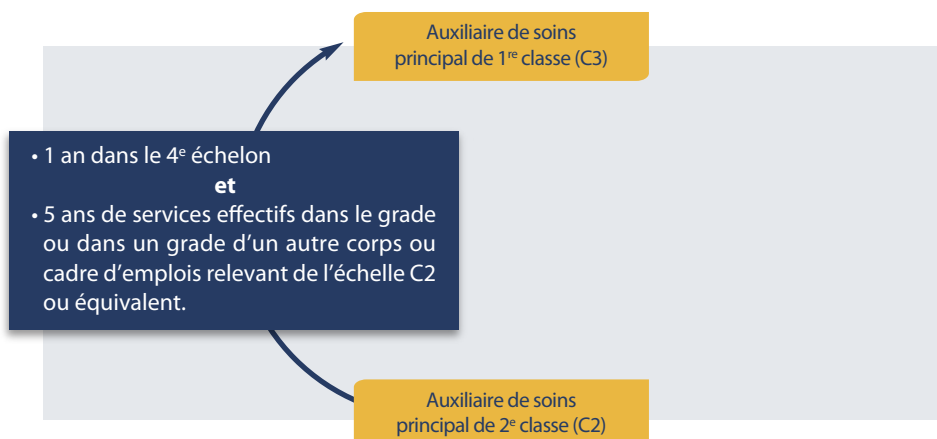 Auxiliaire de soins
principal de 1re classe (C3)
• 1 an dans le 4e échelon
et
• 5 ans de services effectifs dans le grade
ou dans un grade d’un autre corps ou
cadre d’emplois relevant de l’échelle C2
ou équivalent.
Auxiliaire de soins
principal de 2e classe (C2)